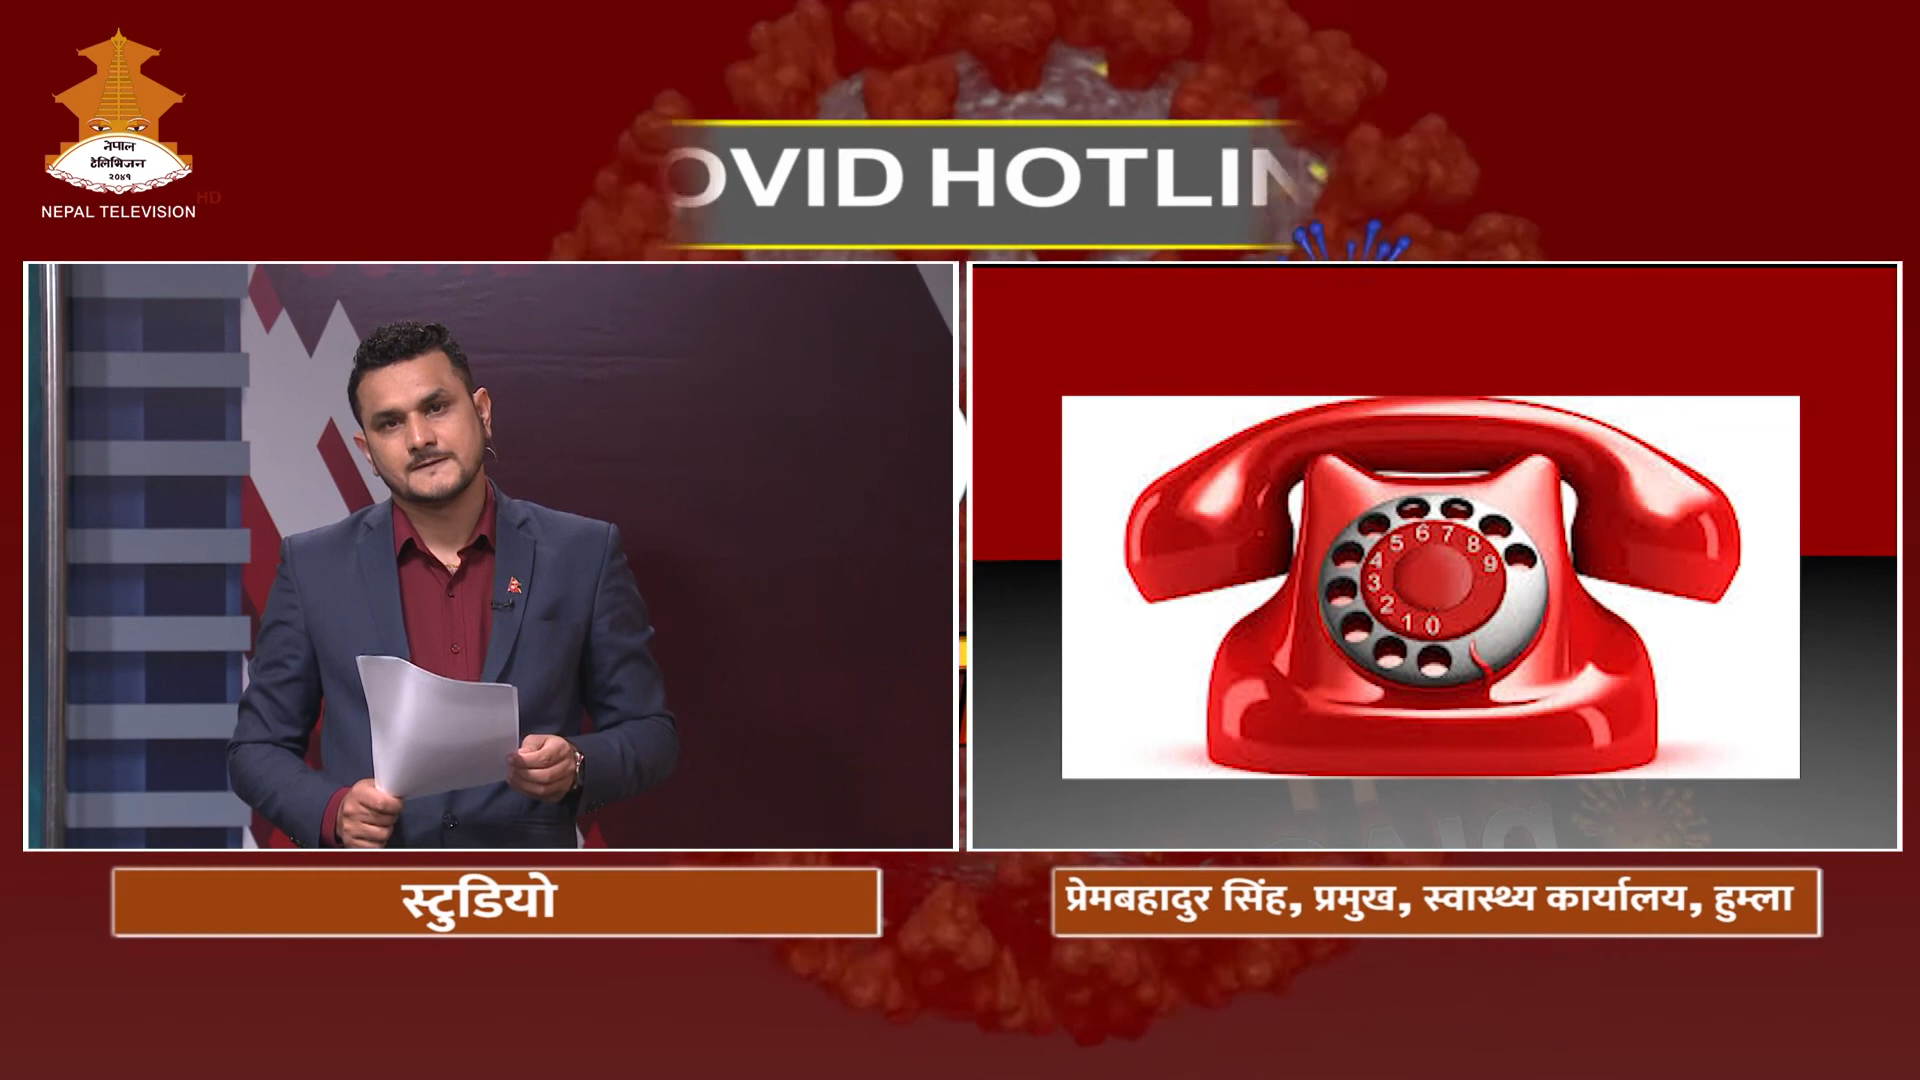 नेपाल
टेलिभिजन
२०४१
HD
NEPAL TELEVISION
OVID HOTLIN
5 6 7 8 9
4 3 2 1 0
स्टुडियो
प्रेमबहादुर सिंह, प्रमुख, स्वास्थ्य कार्यालय, हुम्ला